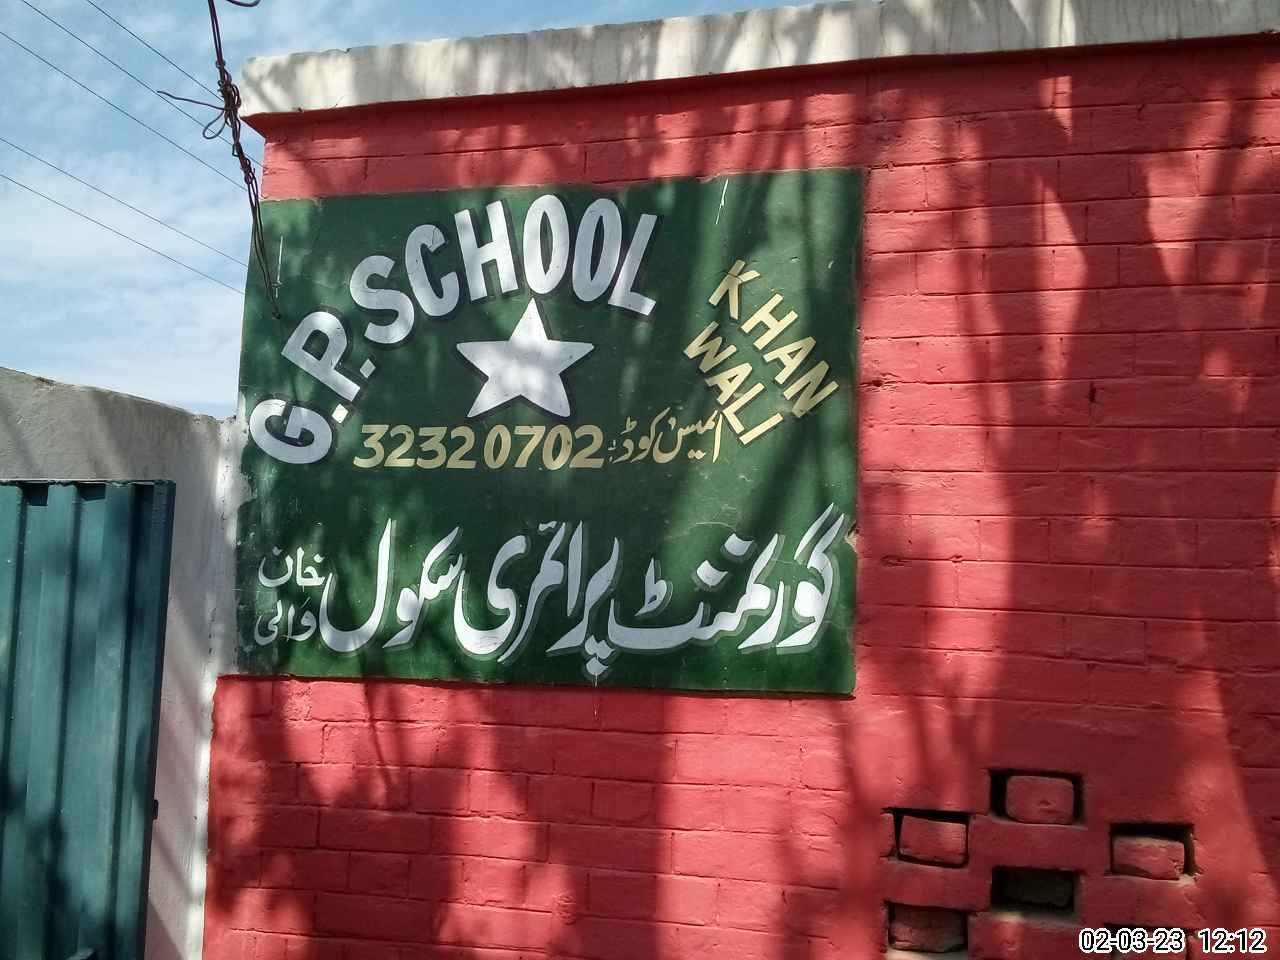 G.P. SCHOOL
KHAN
WALI
ایمیس کوڈ: 32320702
گورنمنٹ پرائمری سکول خان والی
02-03-23 12:12